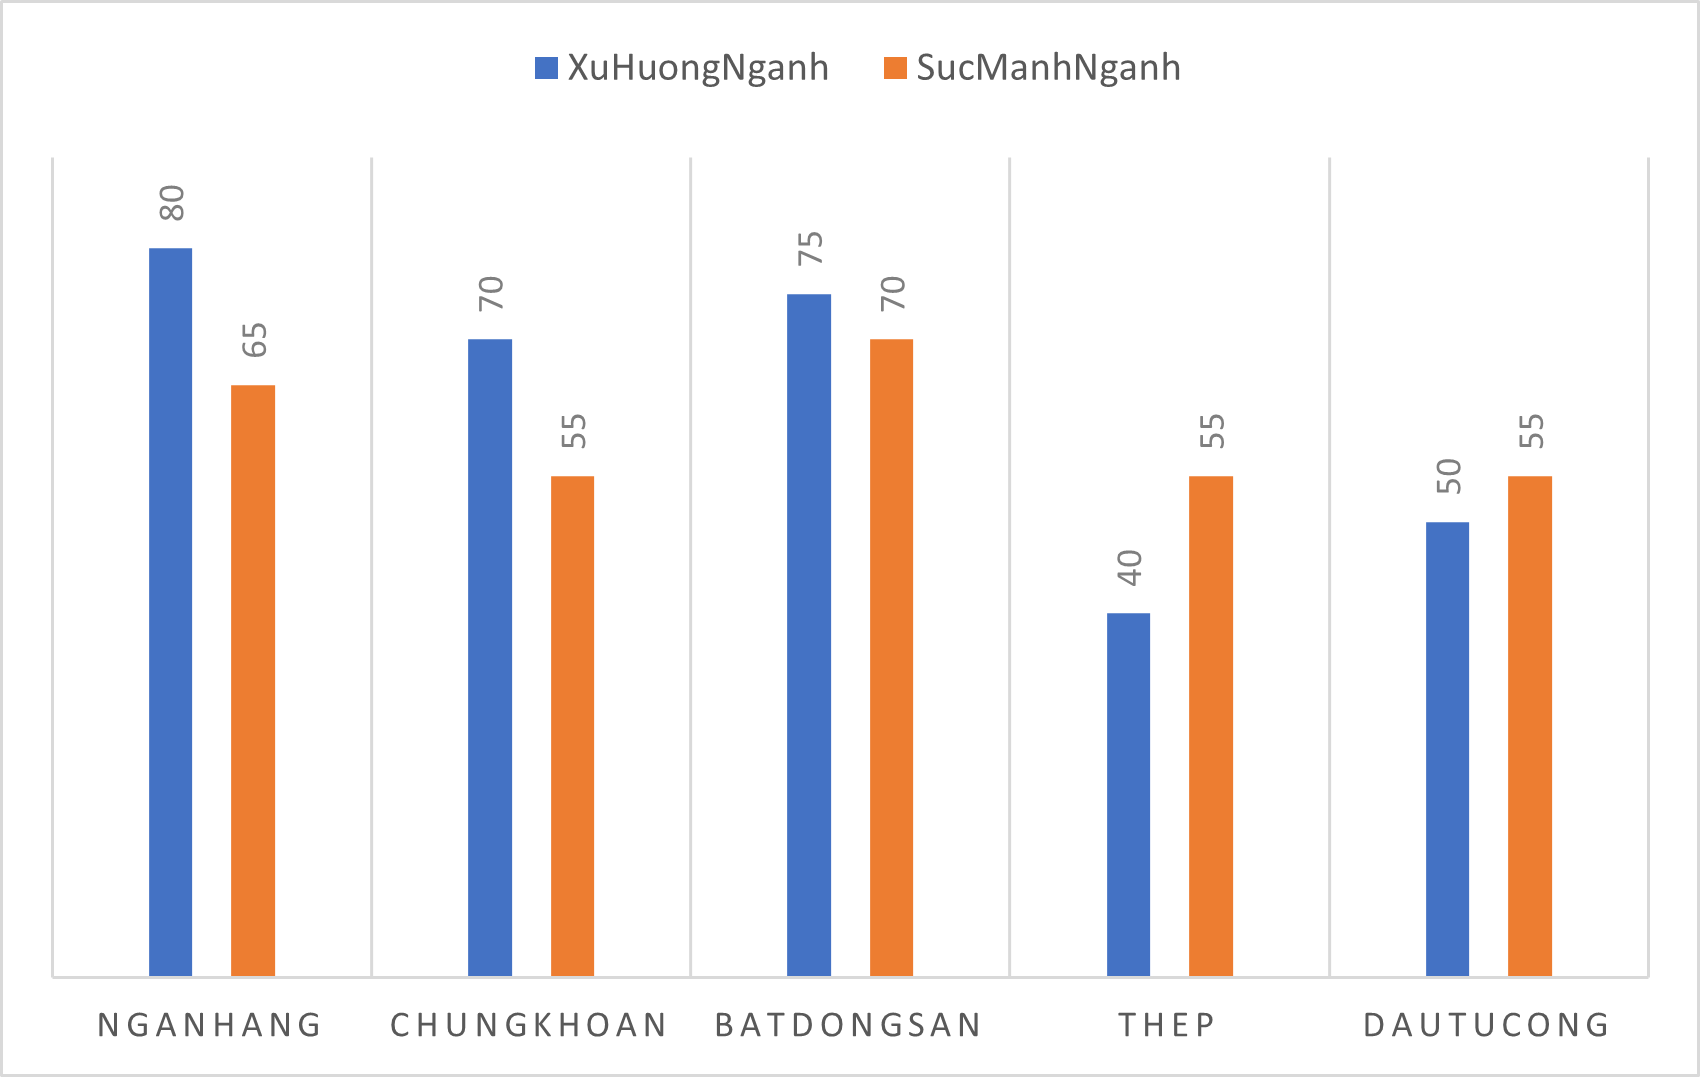 XuHuongNganh SucManhNganh
80 65 70 55 75 70 40 55 50 55
NGANHANG CHUNGKHOAN BATDONGSAN THEP DAUTUCONG